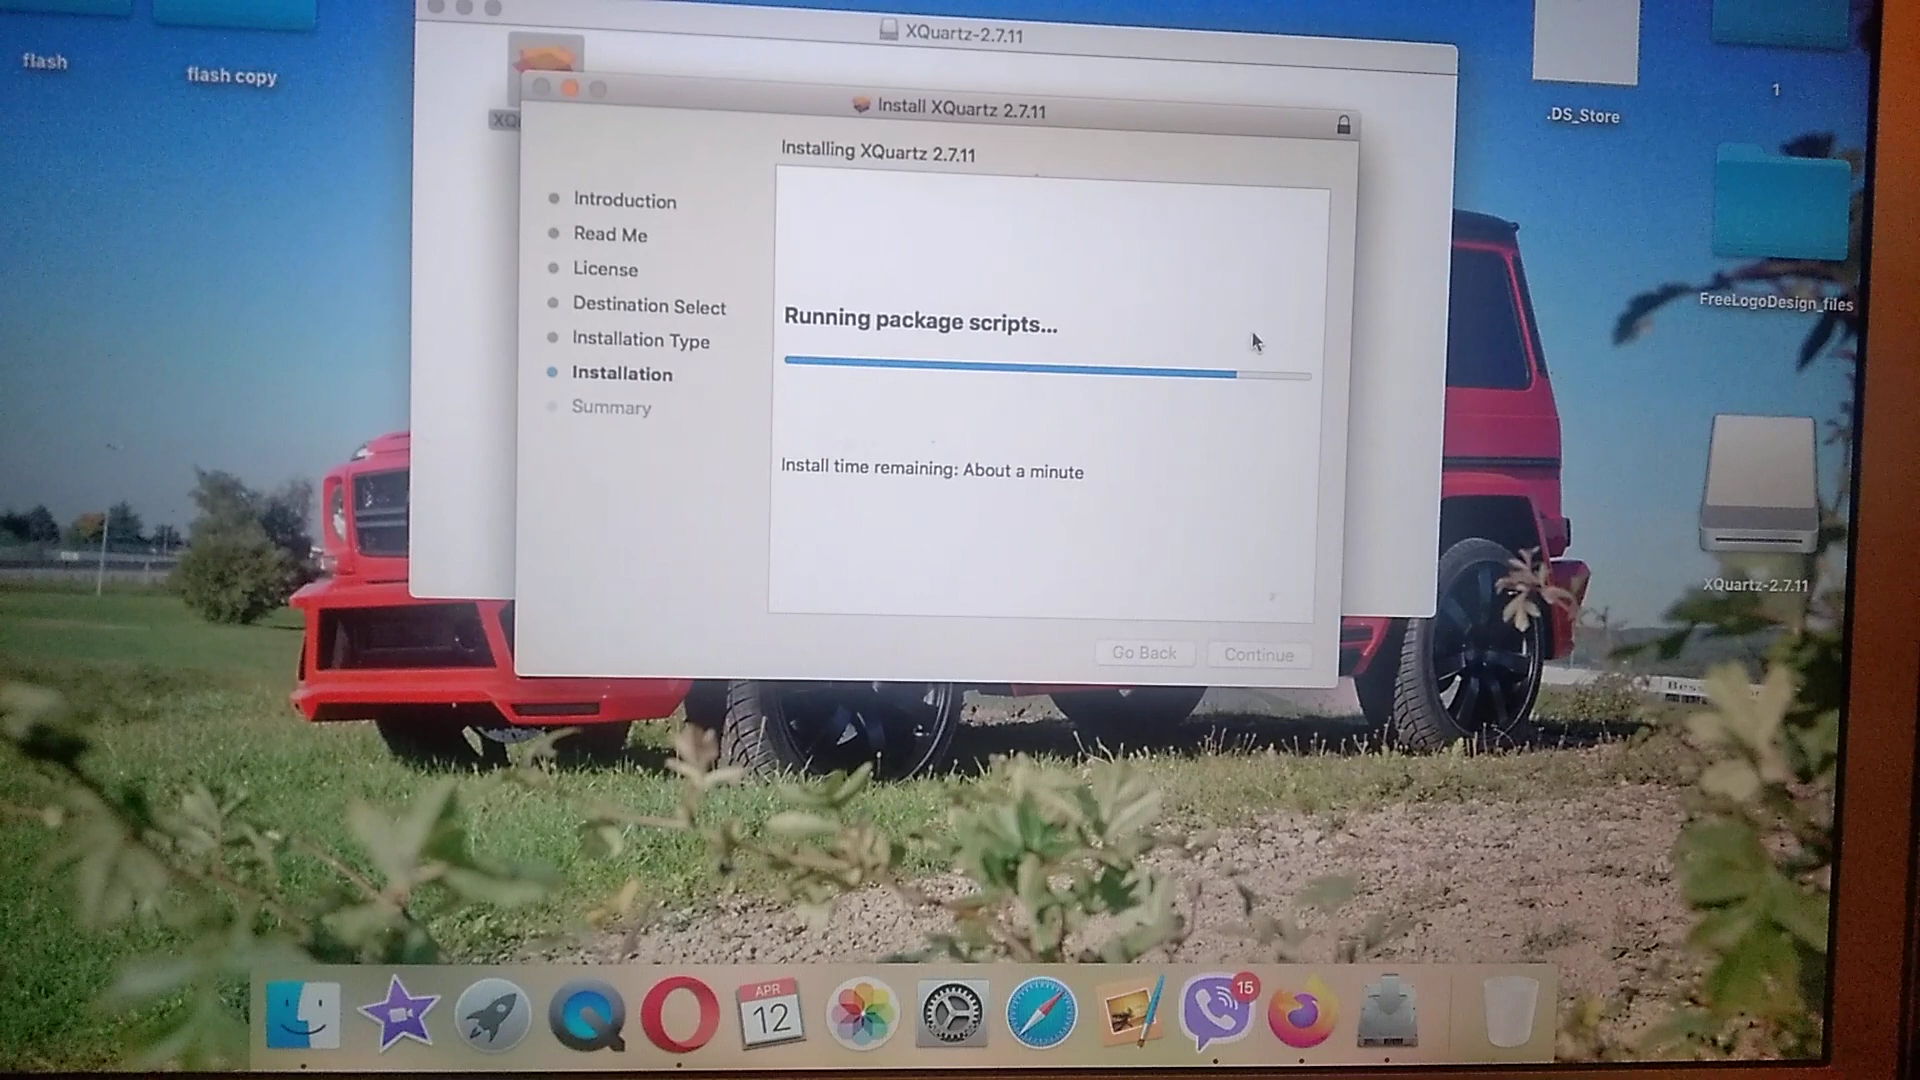 flash
flash copy
XQuartz-2.7.11
XQu
Install XQuartz 2.7.11
Installing XQuartz 2.7.11
Introduction
Read Me
License
Destination Select
Installation Type
Installation
Summary
Running package scripts...
Install time remaining: About a minute
Go Back
Continue
.DS_Store
1
FreeLogoDesign_files
XQuartz-2.7.11
APR
12
15